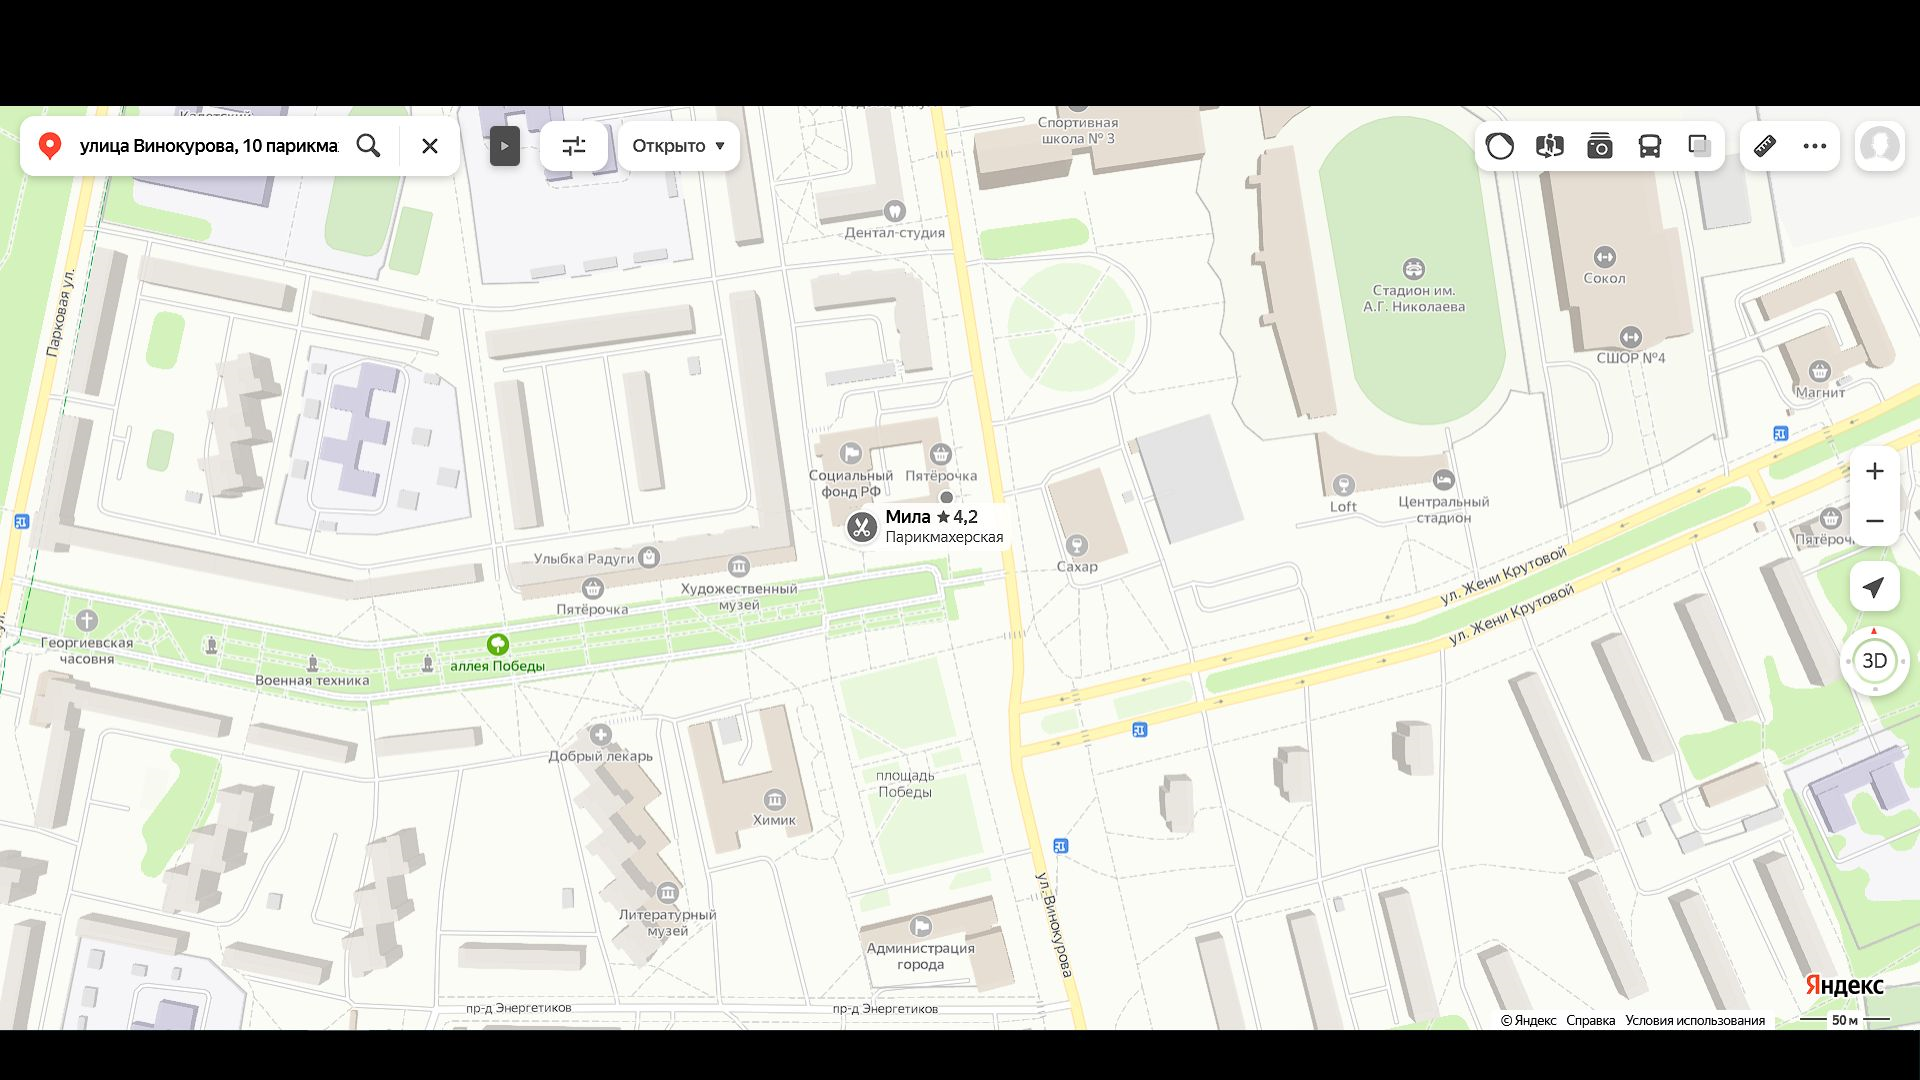 улица Винокурова, 10 парикма
Открыто
Спортивная
школа № 3
Дентал-студия
Парковая ул.
Стадион им.
А.Г. Николаева
Сокол
СШОР №4
Магнит
Социальный
фонд РФ
Пятёрочка
Мила ★ 4,2
Парикмахерская
Loft
Центральный
стадион
Пятёроч
Сахар
Улыбка Радуги
Художественный
музей
Пятёрочка
ул. Жени Крутовой
ул. Жени Крутовой
Георгиевская
часовня
Военная техника
аллея Победы
3D
Добрый лекарь
площадь
Победы
Химик
Литературный
музей
Администрация
города
ул. Винокурова
пр-д Энергетиков
пр-д Энергетиков
Яндекс
© Яндекс Справка Условия использования 50 м